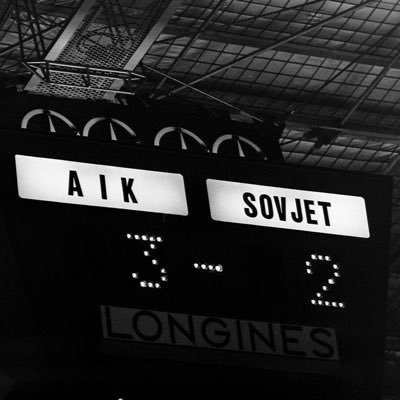 AIK SOVJET
3 - 2
LONGINES